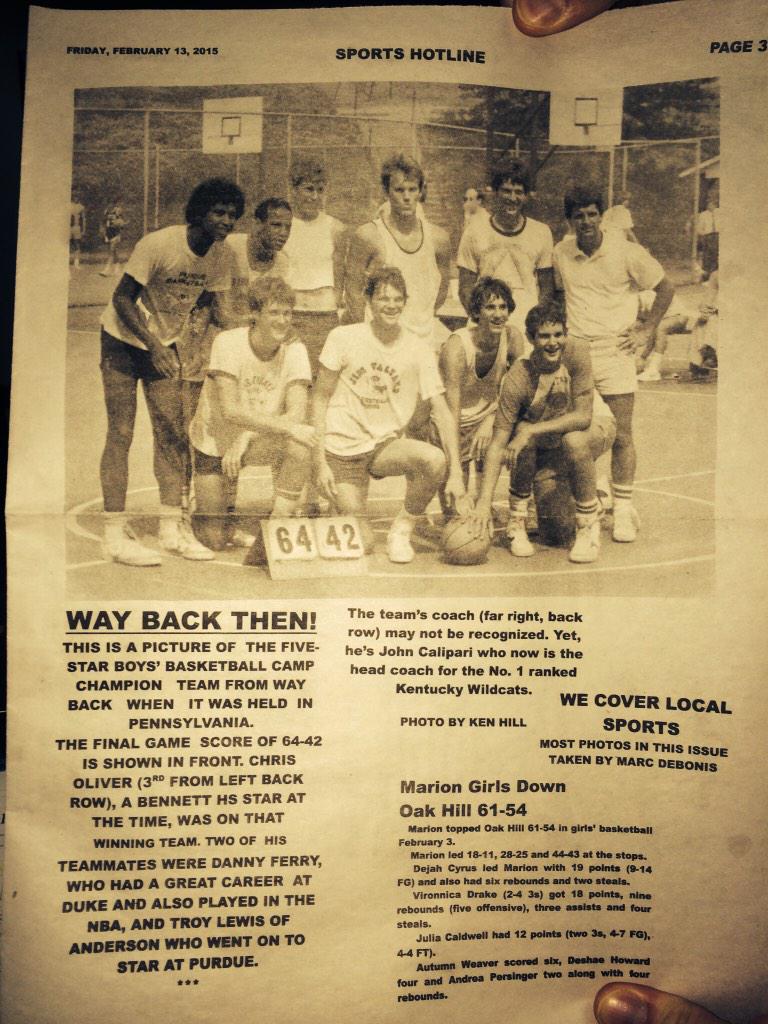 FRIDAY, FEBRUARY 13, 2015
SPORTS HOTLINE
PAGE 3
64 42
WAY BACK THEN!
THIS IS A PICTURE OF THE FIVE-
STAR BOYS' BASKETBALL CAMP
CHAMPION TEAM FROM WAY
BACK WHEN IT WAS HELD IN
PENNSYLVANIA.
THE FINAL GAME SCORE OF 64-42
IS SHOWN IN FRONT. CHRIS
OLIVER (3RD FROM LEFT BACK
ROW), A BENNETT HS STAR AT
THE TIME, WAS ON THAT
WINNING TEAM. TWO OF HIS
TEAMMATES WERE DANNY FERRY,
WHO HAD A GREAT CAREER AT
DUKE AND ALSO PLAYED IN THE
NBA, AND TROY LEWIS OF
ANDERSON WHO WENT ON TO
STAR AT PURDUE.
***
The team's coach (far right, back
row) may not be recognized. Yet,
he's John Calipari who now is the
head coach for the No. 1 ranked
Kentucky Wildcats.
PHOTO BY KEN HILL
WE COVER LOCAL
SPORTS
MOST PHOTOS IN THIS ISSUE
TAKEN BY MARC DEBONIS
Marion Girls Down
Oak Hill 61-54
Marion topped Oak Hill 61-54 in girls' basketball
February 3.
Marion led 18-11, 28-25 and 44-43 at the stops.
Dejah Cyrus led Marion with 19 points (9-14
FG) and also had six rebounds and two steals.
Vironnica Drake (2-4 3s) got 18 points, nine
rebounds (five offensive), three assists and four
steals.
Julia Caldwell had 12 points (two 3s, 4-7 FG),
4-4 FT).
Autumn Weaver scored six, Deshae Howard
four and Andrea Persinger two along with four
rebounds.